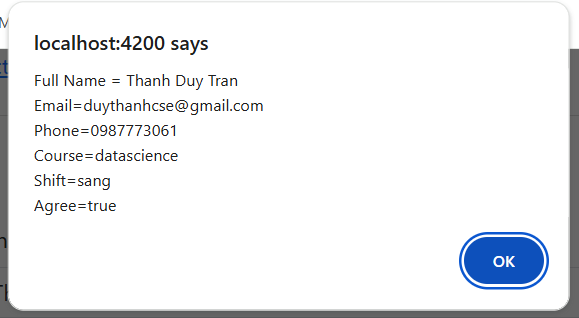 localhost:4200 says
Full Name = Thanh Duy Tran
Email=duythanhcse@gmail.com
Phone=0987773061
Course=datascience
Shift=sang
Agree=true
OK